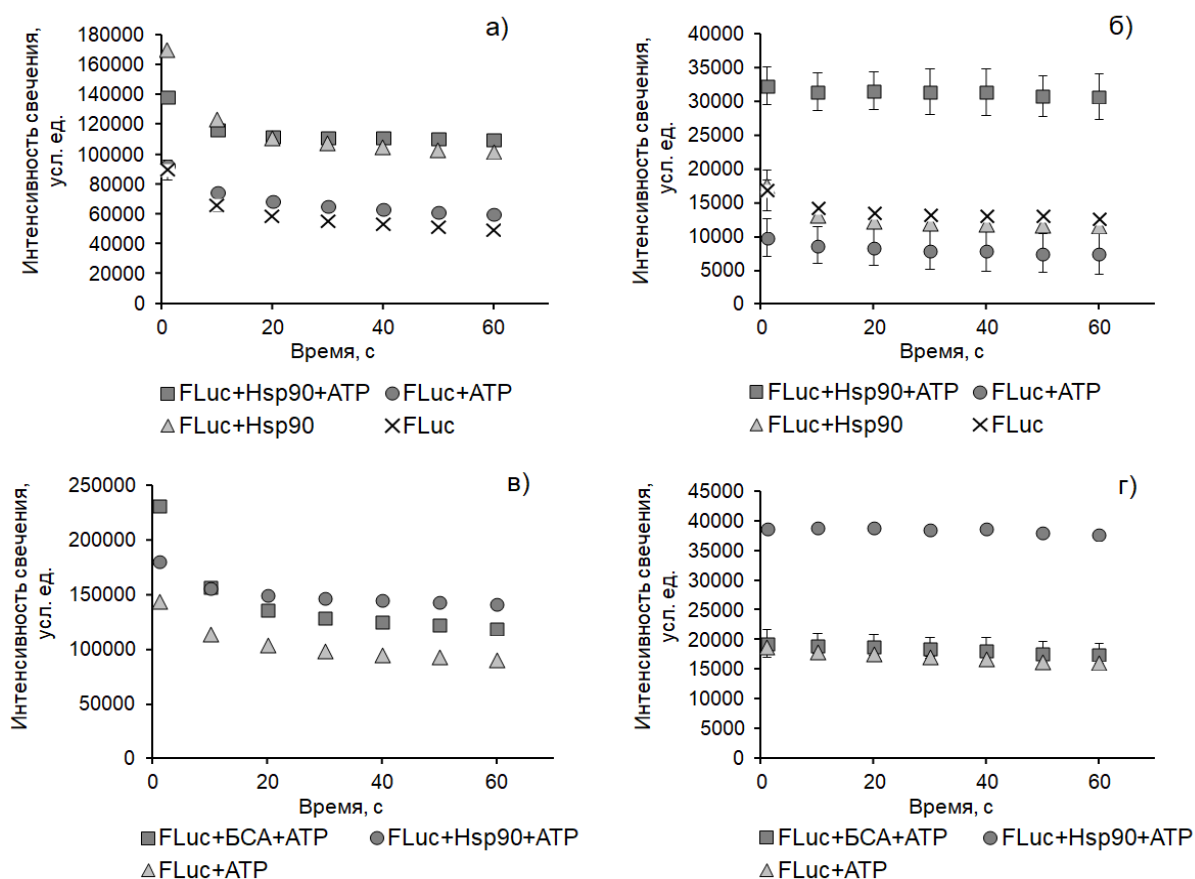 а)
Интенсивность свечения,
усл. ед.
180000
160000
140000
120000
100000
80000
60000
40000
20000
0
0 20 40 60
Время, с
FLuc+Hsp90+ATP FLuc+ATP
FLuc+Hsp90 FLuc
б)
Интенсивность свечения,
усл. ед.
40000
35000
30000
25000
20000
15000
10000
5000
0
0 20 40 60
Время, с
FLuc+Hsp90+ATP FLuc+ATP
FLuc+Hsp90 FLuc
в)
Интенсивность свечения,
усл. ед.
250000
200000
150000
100000
50000
0
0 20 40 60
Время, с
FLuc+БСА+ATP FLuc+Hsp90+ATP
FLuc+ATP
г)
Интенсивность свечения,
усл. ед.
45000
40000
35000
30000
25000
20000
15000
10000
5000
0
0 20 40 60
Время, с
FLuc+БСА+ATP FLuc+Hsp90+ATP
FLuc+ATP